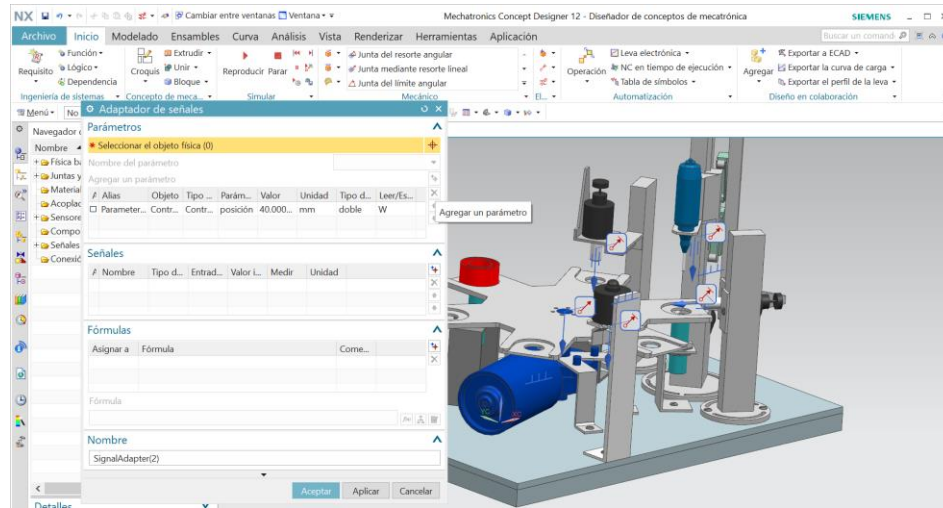 NX Cambiar entre ventanas Ventana Mechatronics Concept Designer 12 - Diseñador de conceptos de mecatrónica SIEMENS
Archivo Inicio Modelado Ensambles Curva Análisis Vista Renderizar Herramientas Aplicación Buscar un comand
Función Extrudir Junta del resorte angular Leva electrónica Exportar a ECAD
Requisito Lógico Croquis Unir Reproducir Parar Junta mediante resorte lineal Operación NC en tiempo de ejecución Agregar Exportar la curva de carga
Dependencia Bloque Junta del límite angular Tabla de símbolos Exportar el perfil de la leva
Ingeniería de sistemas Concepto de meca... Simular Mecánico El... Automatización Diseño en colaboración
Menú No
Adaptador de señales
Navegador
Parámetros
Nombre
Seleccionar el objeto física (0)
Física ba
Nombre del parámetro
Juntas y
Agregar un parámetro
Material
Alias Objeto Tipo ... Parám... Valor Unidad Tipo d... Leer/Es...
Acoplac
Parameter... Contr... Contr... posición 40.000... mm doble W
Sensore
Agregar un parámetro
Compo
Señales
Señales
Conexió
Nombre Tipo d... Entrad... Valor i... Medir Unidad
Fórmulas
Asignar a Fórmula Come...
Fórmula
Nombre
SignalAdapter(2)
Aceptar Aplicar Cancelar
Detalles
YC XC